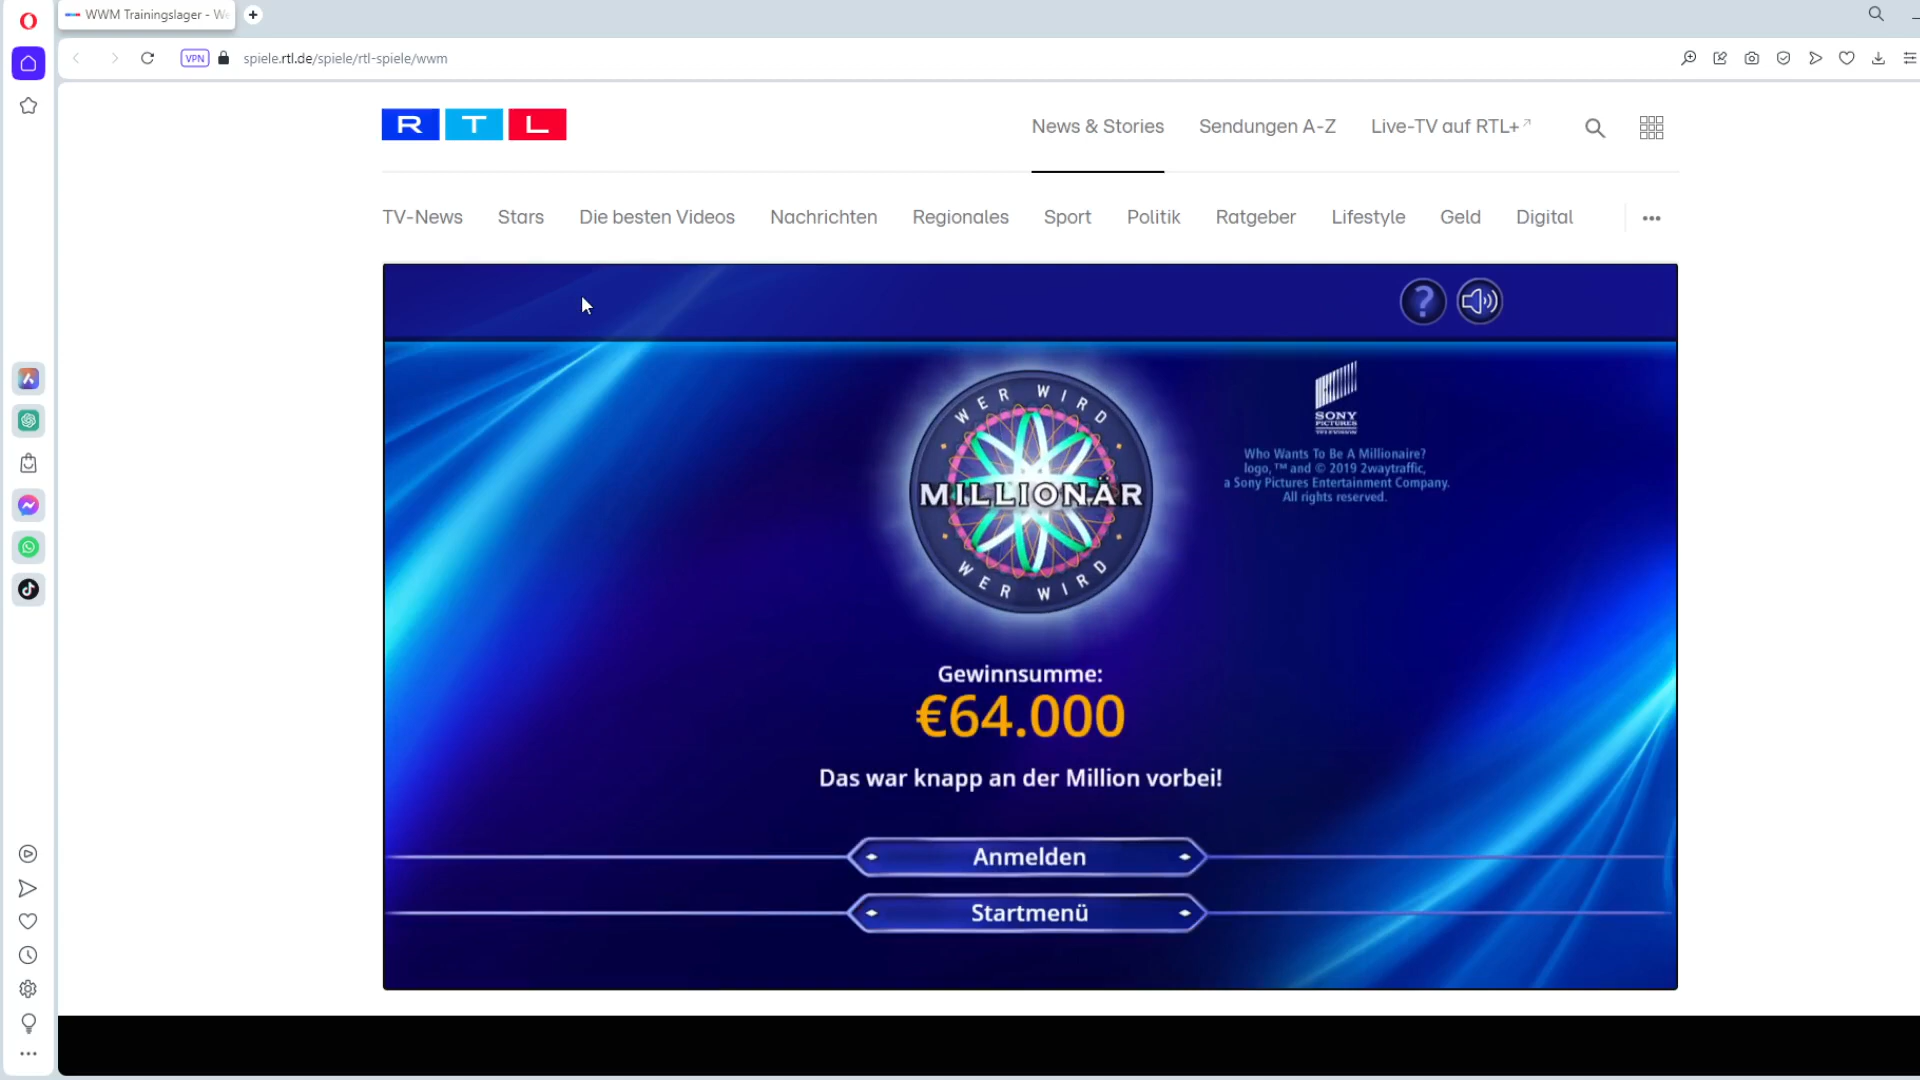 WWM Trainingslager - We
VPN
spiele.rtl.de/spiele/rtl-spiele/wwm
RTL
News & Stories
Sendungen A-Z
Live-TV auf RTL+
TV-News
Stars
Die besten Videos
Nachrichten
Regionales
Sport
Politik
Ratgeber
Lifestyle
Geld
Digital
?
WER WIRD
MILLIONÄR
WER WIRD
SONY
PICTURES
TELEVISION
Who Wants To Be A Millionaire?
logo,™ and © 2019 2waytraffic,
a Sony Pictures Entertainment Company.
All rights reserved.
Gewinnsumme:
€64.000
Das war knapp an der Million vorbei!
Anmelden
Startmenü